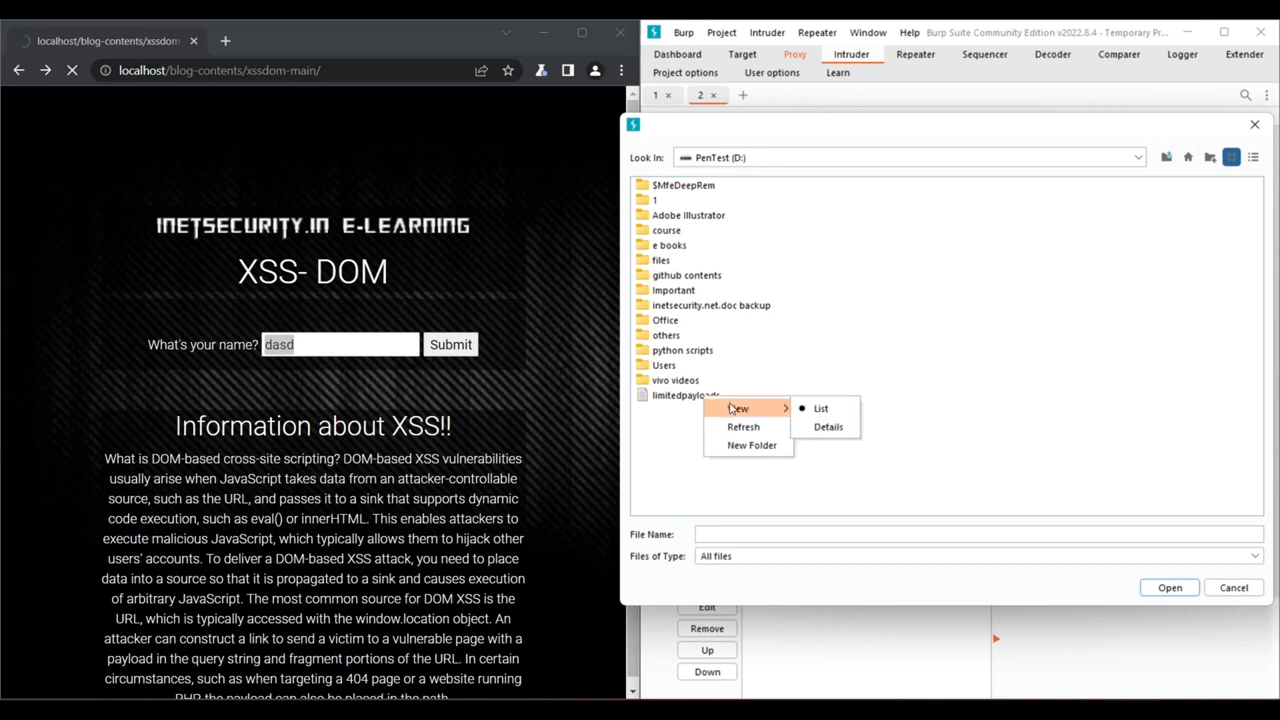 localhost/blog-contents/xssdom
localhost/blog-contents/xssdom-main/
INETSECURITY.IN E-LEARNING
XSS- DOM
What's your name? dasd Submit
Information about XSS!!
What is DOM-based cross-site scripting? DOM-based XSS vulnerabilities
usually arise when JavaScript takes data from an attacker-controllable
source, such as the URL, and passes it to a sink that supports dynamic
code execution, such as eval() or innerHTML. This enables attackers to
execute malicious JavaScript, which typically allows them to hijack other
users' accounts. To deliver a DOM-based XSS attack, you need to place
data into a source so that it is propagated to a sink and causes execution
of arbitrary JavaScript. The most common source for DOM XSS is the
URL, which is typically accessed with the window.location object. An
attacker can construct a link to send a victim to a vulnerable page with a
payload in the query string and fragment portions of the URL. In certain
circumstances, such as when targeting a 404 page or a website running
PHP, the payload can also be placed in the path.
Burp Project Intruder Repeater Window Help Burp Suite Community Edition v2022.8.4 - Temporary Pr...
Dashboard Target Proxy Intruder Repeater Sequencer Decoder Comparer Logger Extender
Project options User options Learn
1 × 2 ×
Look In: PenTest (D:)
$MfeDeepRem
1
Adobe Illustrator
course
e books
files
github contents
Important
inetsecurity.net.doc backup
Office
others
python scripts
Users
vivo videos
limitedpayloads
View
Refresh
New Folder
List
Details
File Name:
Files of Type: All files
Open Cancel
Edit
Remove
Up
Down